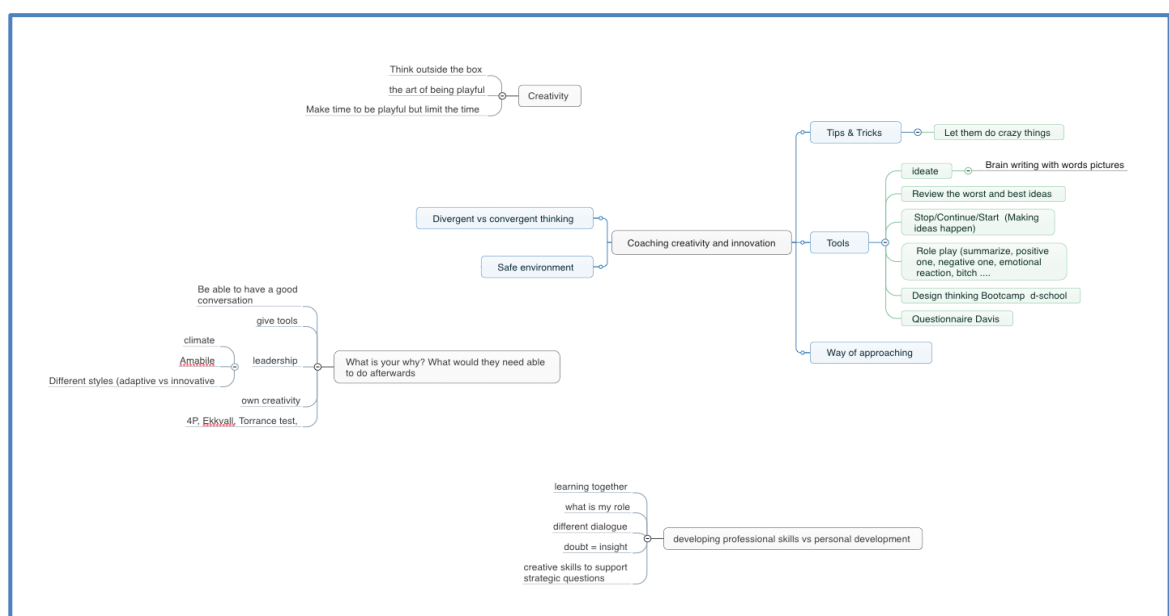 Think outside the box
the art of being playful
Make time to be playful but limit the time
Creativity
Divergent vs convergent thinking
Safe environment
Coaching creativity and innovation
Tips & Tricks
Let them do crazy things
Tools
ideate
Brain writing with words pictures
Review the worst and best ideas
Stop/Continue/Start (Making
ideas happen)
Role play (summarize, positive
one, negative one, emotional
reaction, bitch ....
Design thinking Bootcamp d-school
Questionnaire Davis
Way of approaching
Be able to have a good
conversation
give tools
climate
Amabile
Different styles (adaptive vs innovative
leadership
own creativity
4P, Ekkvall, Torrance test,
What is your why? What would they need able
to do afterwards
learning together
what is my role
different dialogue
doubt = insight
creative skills to support
strategic questions
developing professional skills vs personal development